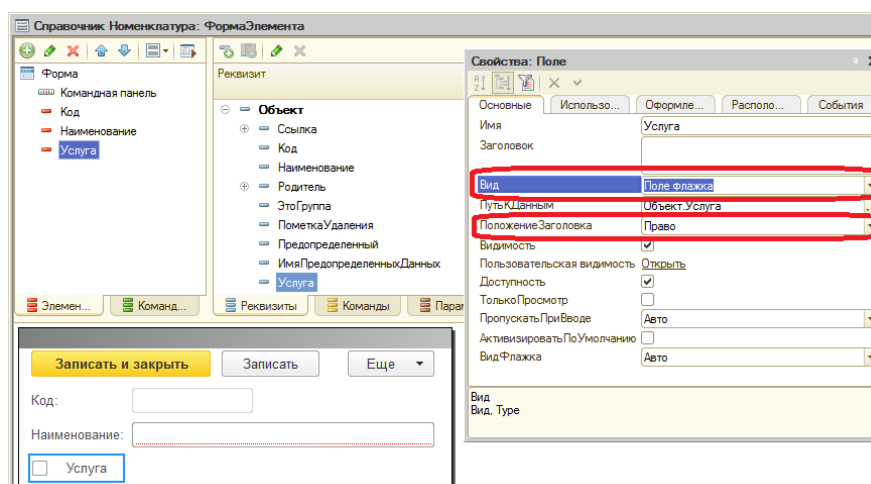 Справочник Номенклатура: ФормаЭлемента
Форма
Командная панель
Код
Наименование
Услуга
Элемен...
Команд...
Реквизит
Объект
Ссылка
Код
Наименование
Родитель
ЭтоГруппа
ПометкаУдаления
Предопределенный
ИмяПредопределенныхДанных
Услуга
Реквизиты
Команды
Пара
Свойства: Поле
Основные
Использо...
Оформле...
Располо...
События
Имя Услуга
Заголовок
Вид Поле флажка
ПутьКДанным Объект.Услуга
ПоложениеЗаголовка Право
Видимость
Пользовательская видимость Открыть
Доступность
ТолькоПросмотр
ПропускатьПриВводе Авто
АктивизироватьПоУмолчанию
ВидФлажка Авто
Вид
Вид, Type
Записать и закрыть
Записать
Еще
Код:
Наименование:
Услуга